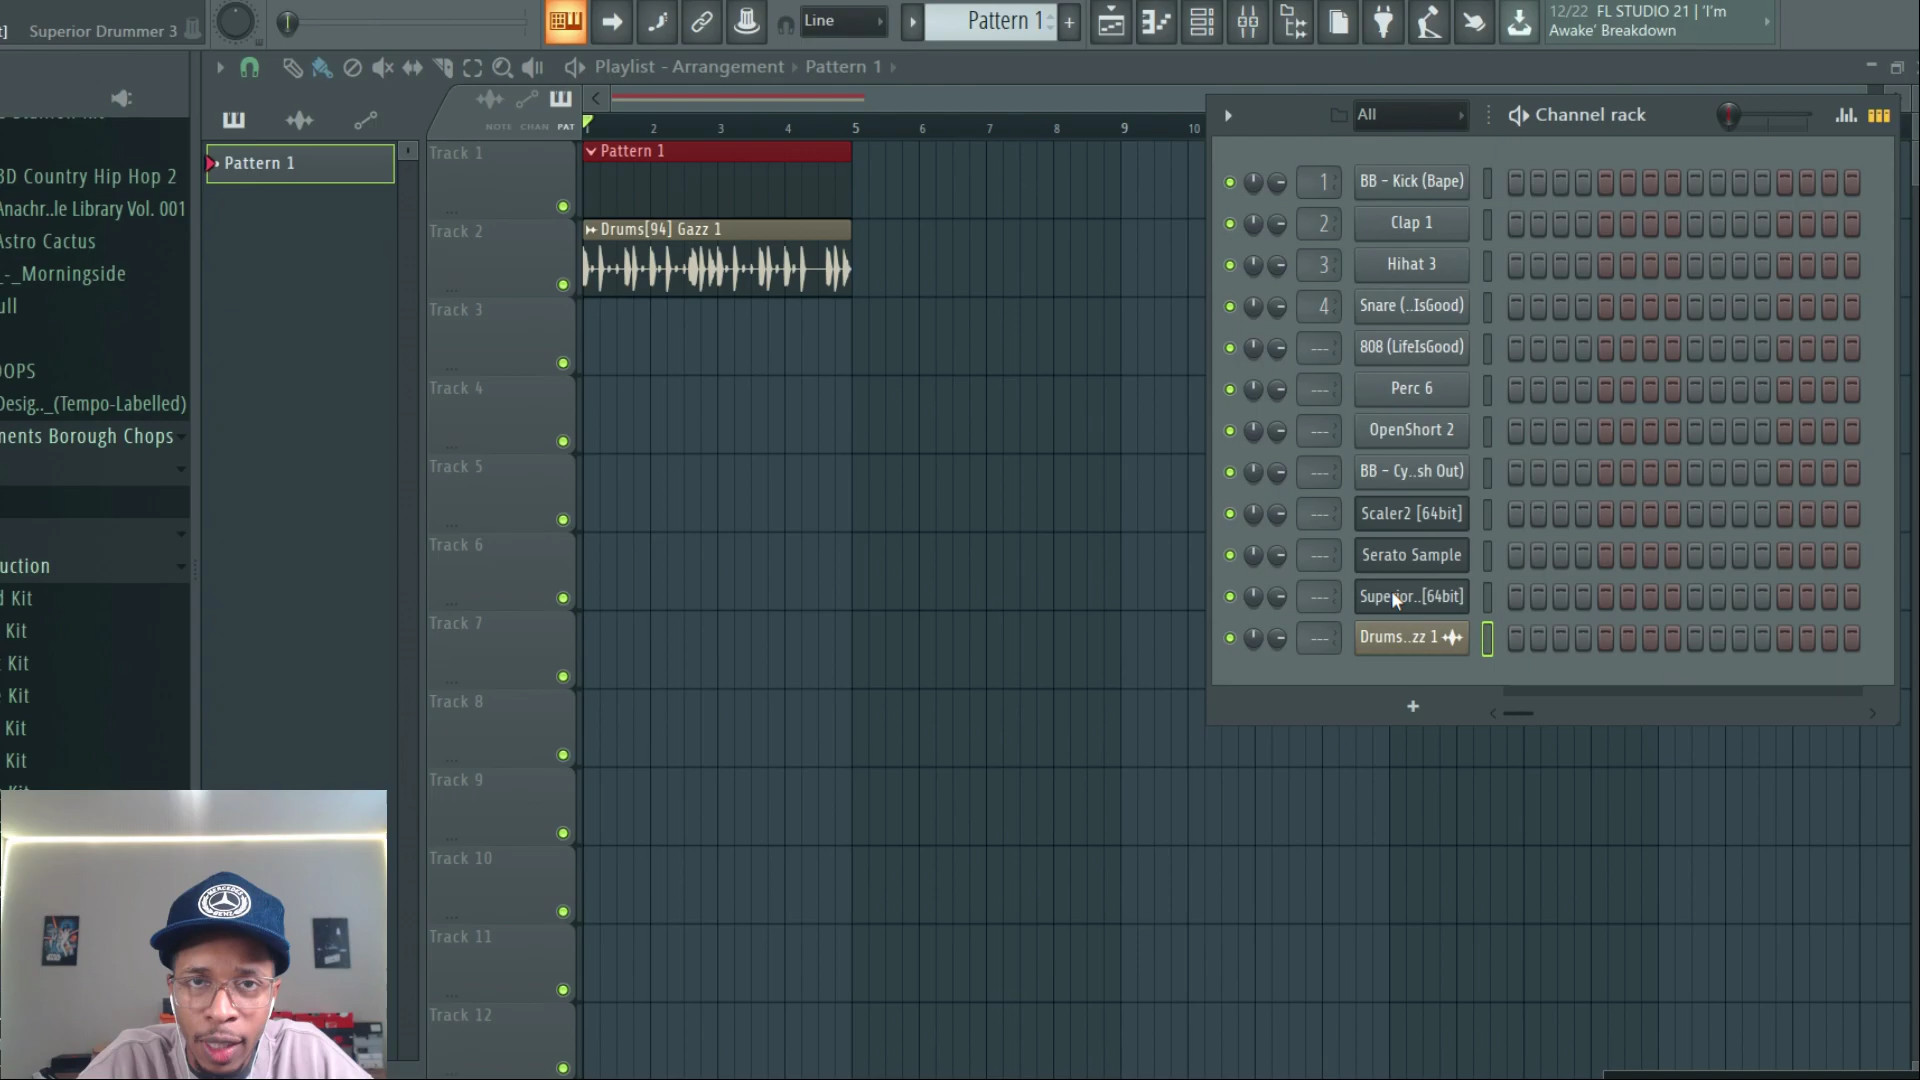 Superior Drummer 3
Line
Pattern 1
+
12/22 FL STUDIO 21 | 'I'm
Awake' Breakdown
Playlist - Arrangement
Pattern 1
NOTE CHAN PAT
1 2 3 4 5 6 7 8 9 10
3D Country Hip Hop 2
Anachr..le Library Vol. 001
Astro Cactus
_-_Morningside
ull
OOPS
Desig.._(Tempo-Labelled)
ments Borough Chops
uction
d Kit
Kit
Kit
Kit
Kit
Kit
Pattern 1
Track 1
Pattern 1
Track 2
Drums[94] Gazz 1
Track 3
Track 4
Track 5
Track 6
Track 7
Track 8
Track 9
Track 10
Track 11
Track 12
All
Channel rack
1 BB - Kick (Bape)
2 Clap 1
3 Hihat 3
4 Snare (..IsGood)
--- 808 (LifeIsGood)
--- Perc 6
--- OpenShort 2
--- BB - Cy..sh Out)
--- Scaler2 [64bit]
--- Serato Sample
--- Superior..[64bit]
--- Drums..zz 1
+